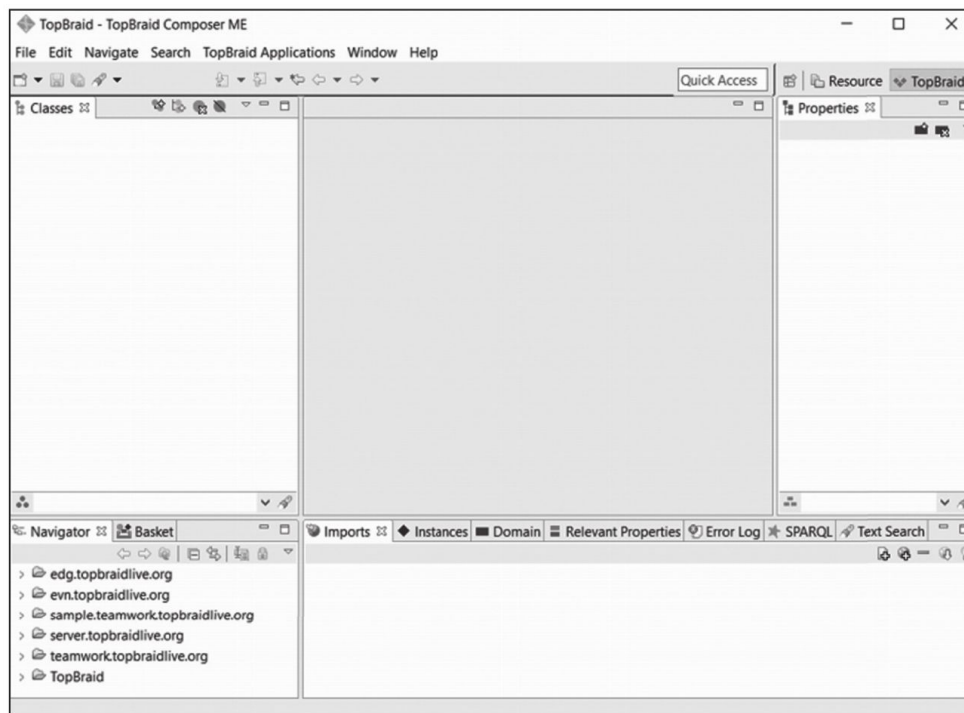 TopBraid - TopBraid Composer ME
File Edit Navigate Search TopBraid Applications Window Help
Quick Access
Resource
TopBraid
Classes
Properties
Navigator
Basket
Imports
Instances
Domain
Relevant Properties
Error Log
SPARQL
Text Search
edg.topbraidlive.org
evn.topbraidlive.org
sample.teamwork.topbraidlive.org
server.topbraidlive.org
teamwork.topbraidlive.org
TopBraid